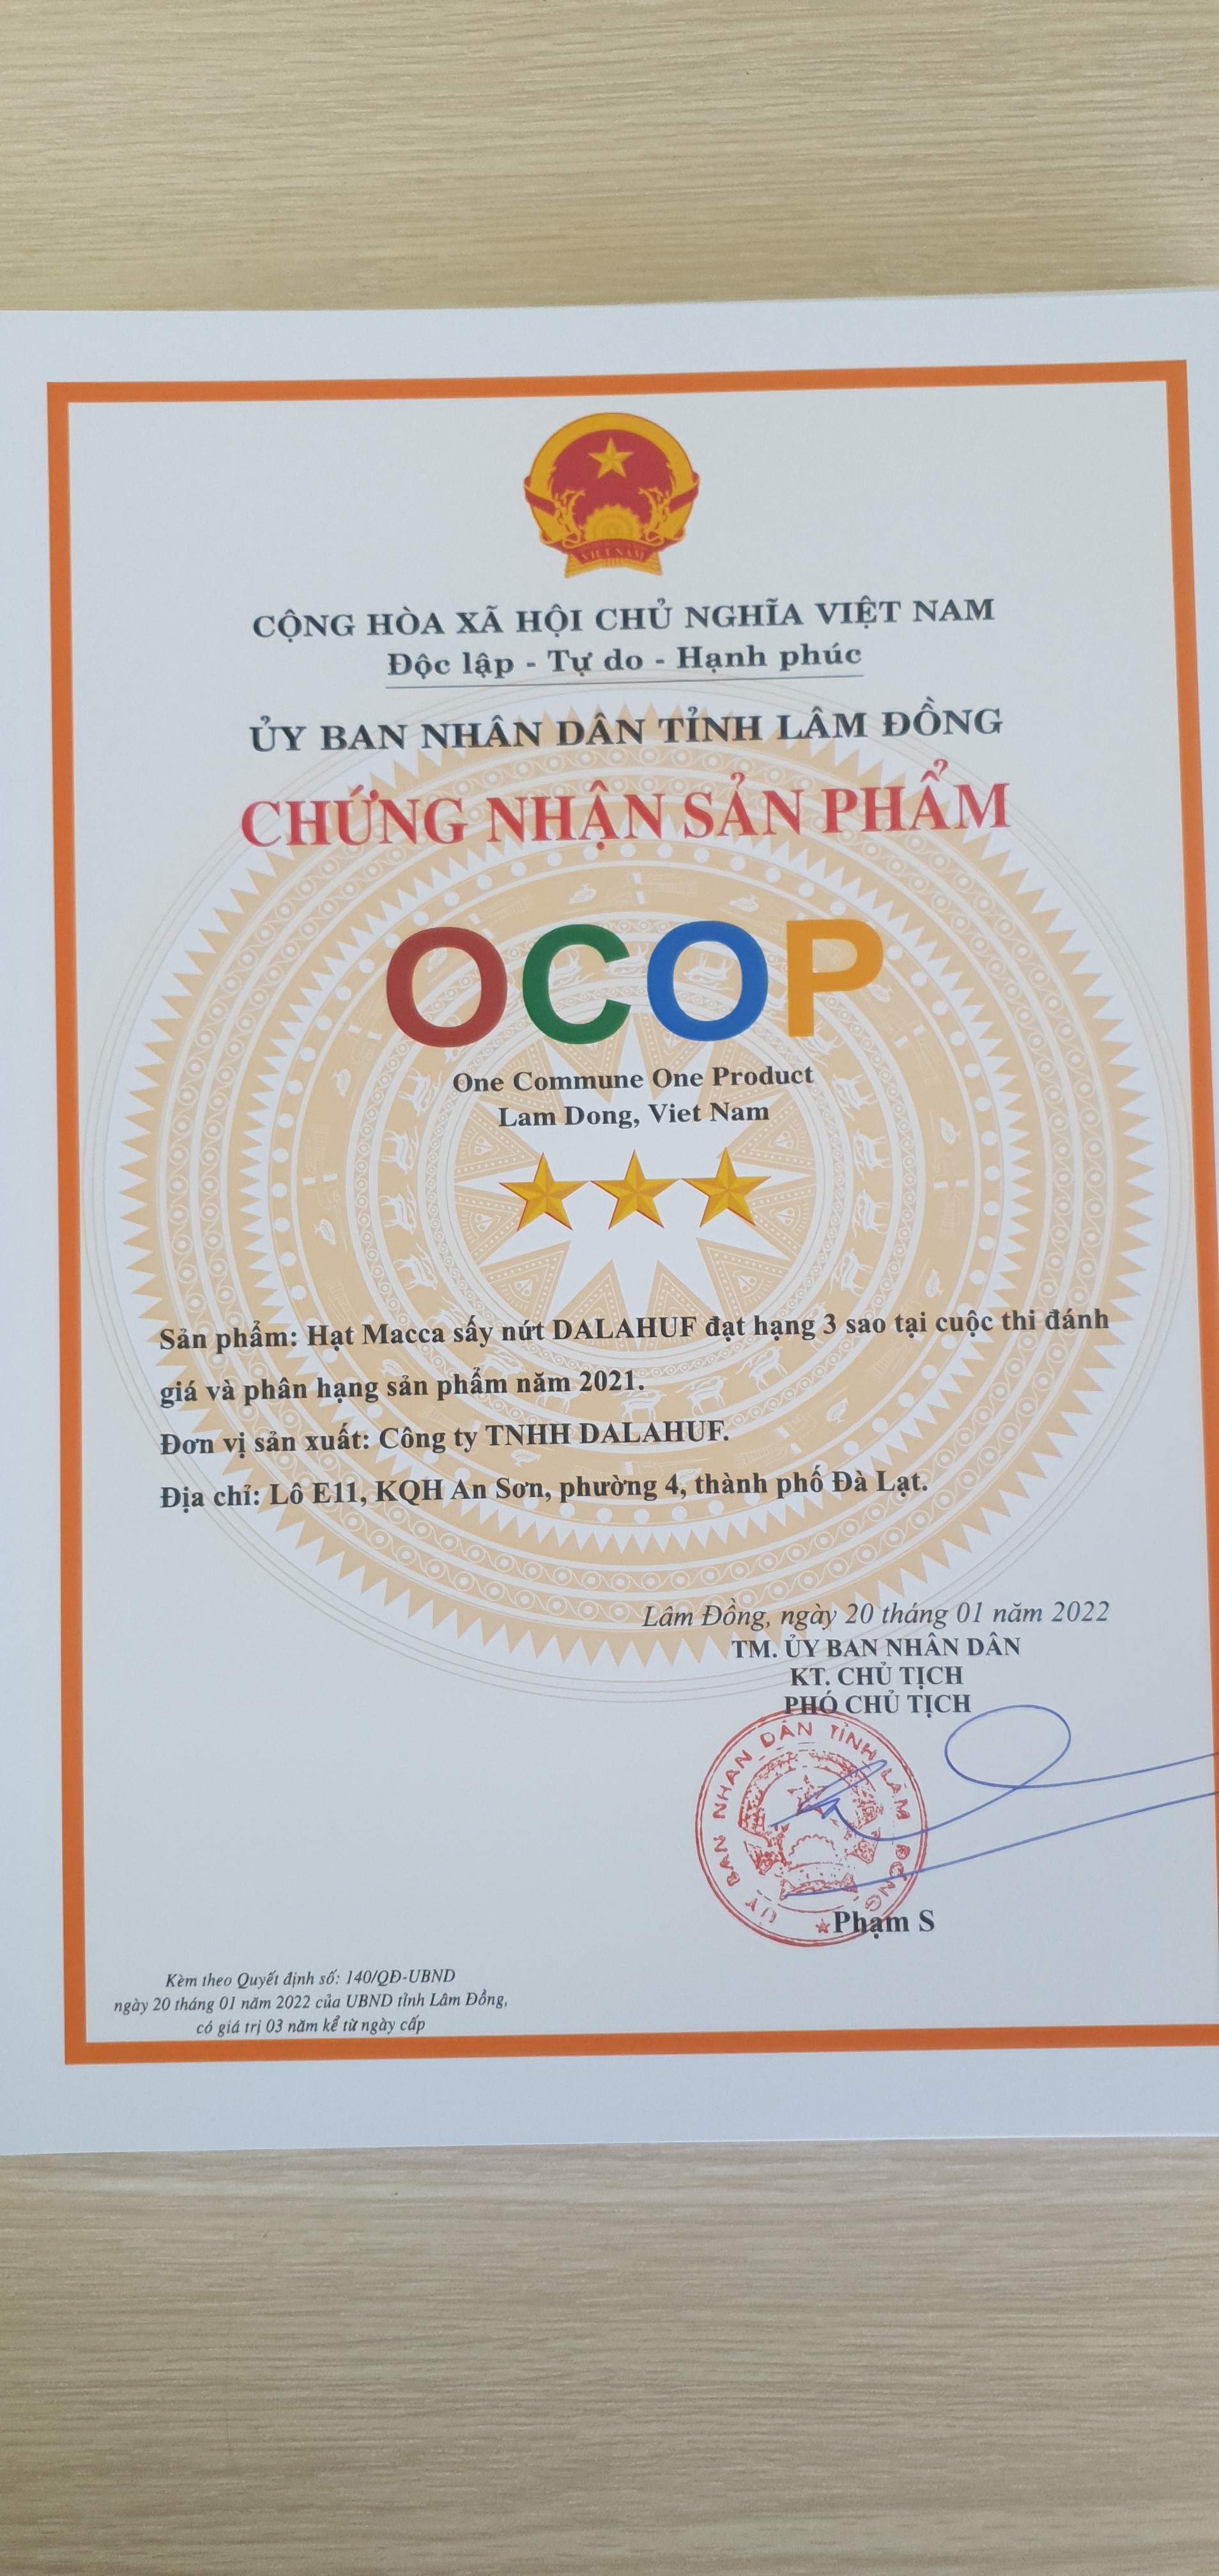 VIỆT NAM
CỘNG HÒA XÃ HỘI CHỦ NGHĨA VIỆT NAM
Độc lập - Tự do - Hạnh phúc
ỦY BAN NHÂN DÂN TỈNH LÂM ĐỒNG
CHỨNG NHẬN SẢN PHẨM
OCOP
One Commune One Product
Lam Dong, Viet Nam
Sản phẩm: Hạt Macca sấy nứt DALAHUF đạt hạng 3 sao tại cuộc thi đánh
giá và phân hạng sản phẩm năm 2021.
Đơn vị sản xuất: Công ty TNHH DALAHUF.
Địa chỉ: Lô E11, KQH An Sơn, phường 4, thành phố Đà Lạt.
Lâm Đồng, ngày 20 tháng 01 năm 2022
TM. ỦY BAN NHÂN DÂN
KT. CHỦ TỊCH
PHÓ CHỦ TỊCH
ỦY BAN NHÂN DÂN TỈNH LÂM ĐỒNG
Phạm S
Kèm theo Quyết định số: 140/QĐ-UBND
ngày 20 tháng 01 năm 2022 của UBND tỉnh Lâm Đồng,
có giá trị 03 năm kể từ ngày cấp